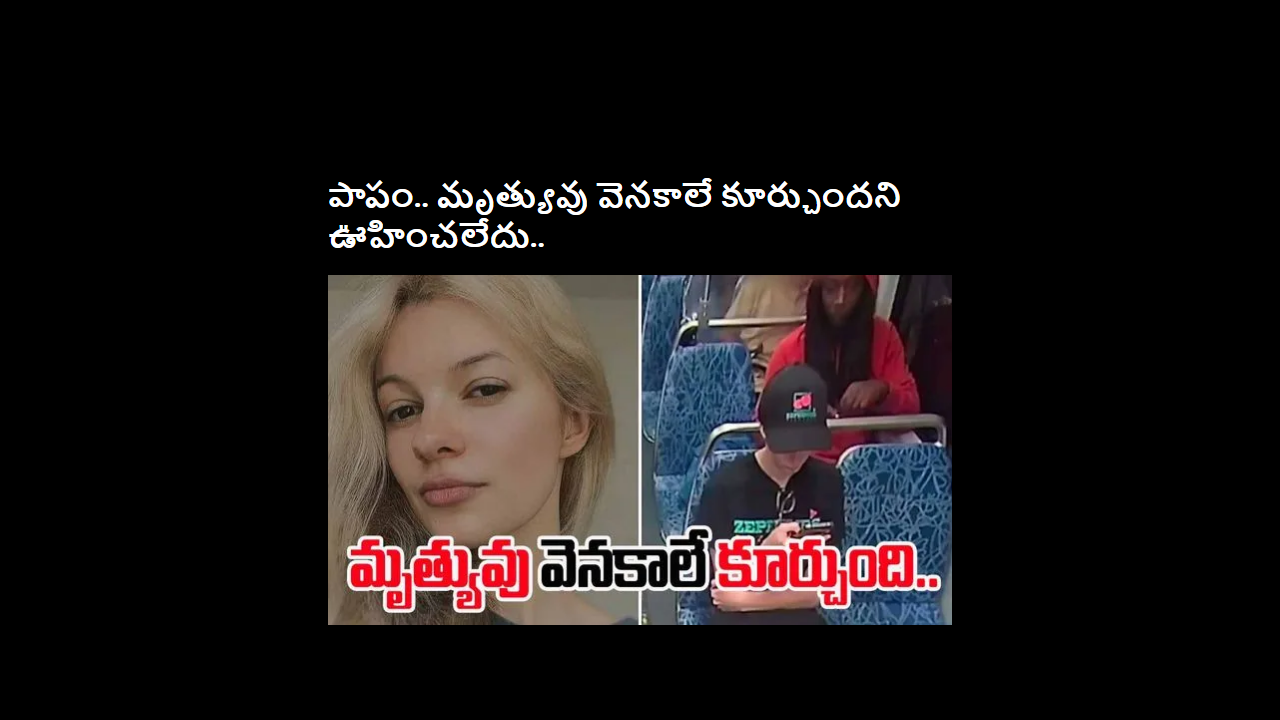 పాపం.. మృత్యువు వెనకాలే కూర్చుందని
ఊహించలేదు..
మృత్యువు వెనకాలే కూర్చుంది..